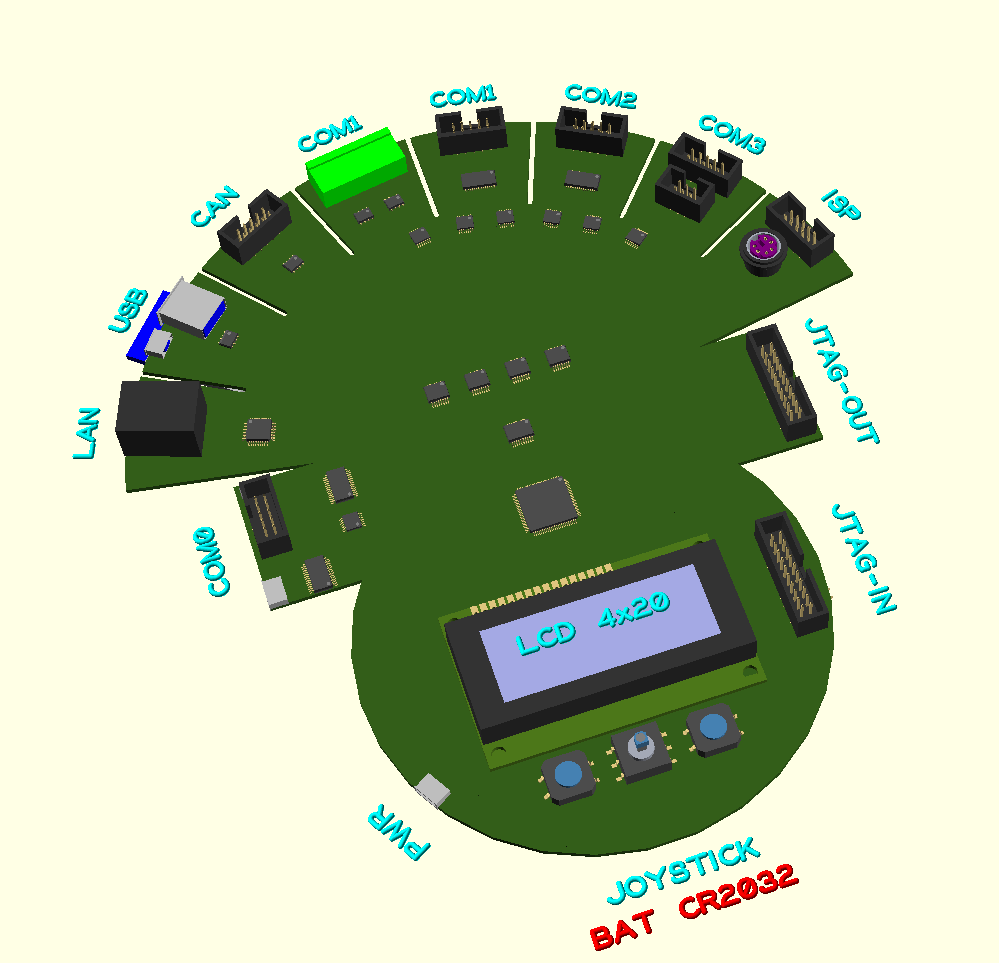 COM1
COM1
COM2
COM3
CAN
ISP
USB
JTAG-OUT
LAN
COM0
JTAG-IN
LCD 4x20
PWR
JOYSTICK
BAT CR2032